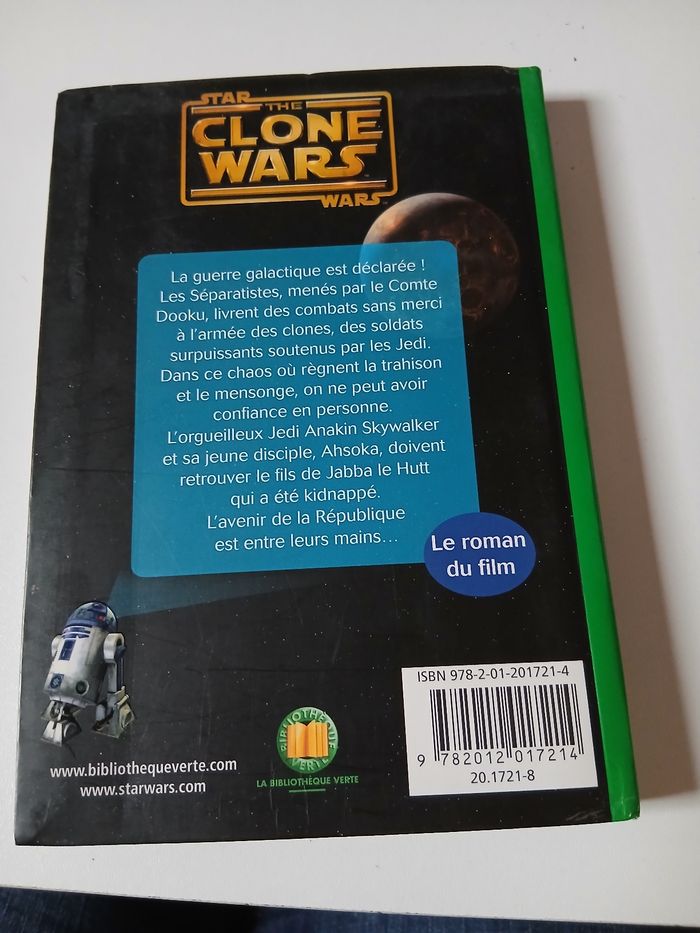 STAR
THE
CLONE
WARS™
WARS™
La guerre galactique est déclarée !
Les Séparatistes, menés par le Comte
Dooku, livrent des combats sans merci
à l'armée des clones, des soldats
surpuissants soutenus par les Jedi.
Dans ce chaos où règnent la trahison
et le mensonge, on ne peut avoir
confiance en personne.
L'orgueilleux Jedi Anakin Skywalker
et sa jeune disciple, Ahsoka, doivent
retrouver le fils de Jabba le Hutt
qui a été kidnappé.
L'avenir de la République
est entre leurs mains...
Le roman
du film
www.bibliothequeverte.com
www.starwars.com
BIBLIOTHÈQUE
VERTE
LA BIBLIOTHÈQUE VERTE
ISBN 978-2-01-201721-4
9 782012 017214
20.1721-8